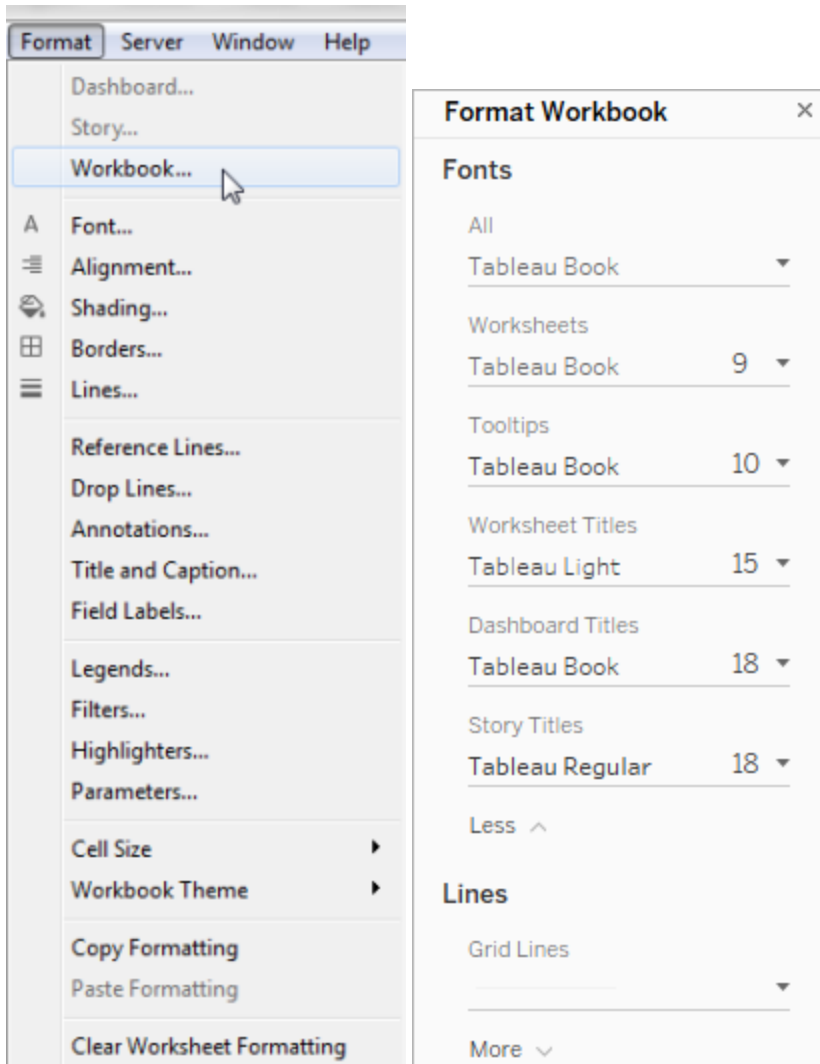 Format Server Window Help
Dashboard...
Story...
Workbook...
A Font...
Alignment...
Shading...
Borders...
Lines...
Reference Lines...
Drop Lines...
Annotations...
Title and Caption...
Field Labels...
Legends...
Filters...
Highlighters...
Parameters...
Cell Size
Workbook Theme
Copy Formatting
Paste Formatting
Clear Worksheet Formatting
Format Workbook
Fonts
All
Tableau Book
Worksheets
Tableau Book 9
Tooltips
Tableau Book 10
Worksheet Titles
Tableau Light 15
Dashboard Titles
Tableau Book 18
Story Titles
Tableau Regular 18
Less
Lines
Grid Lines
More